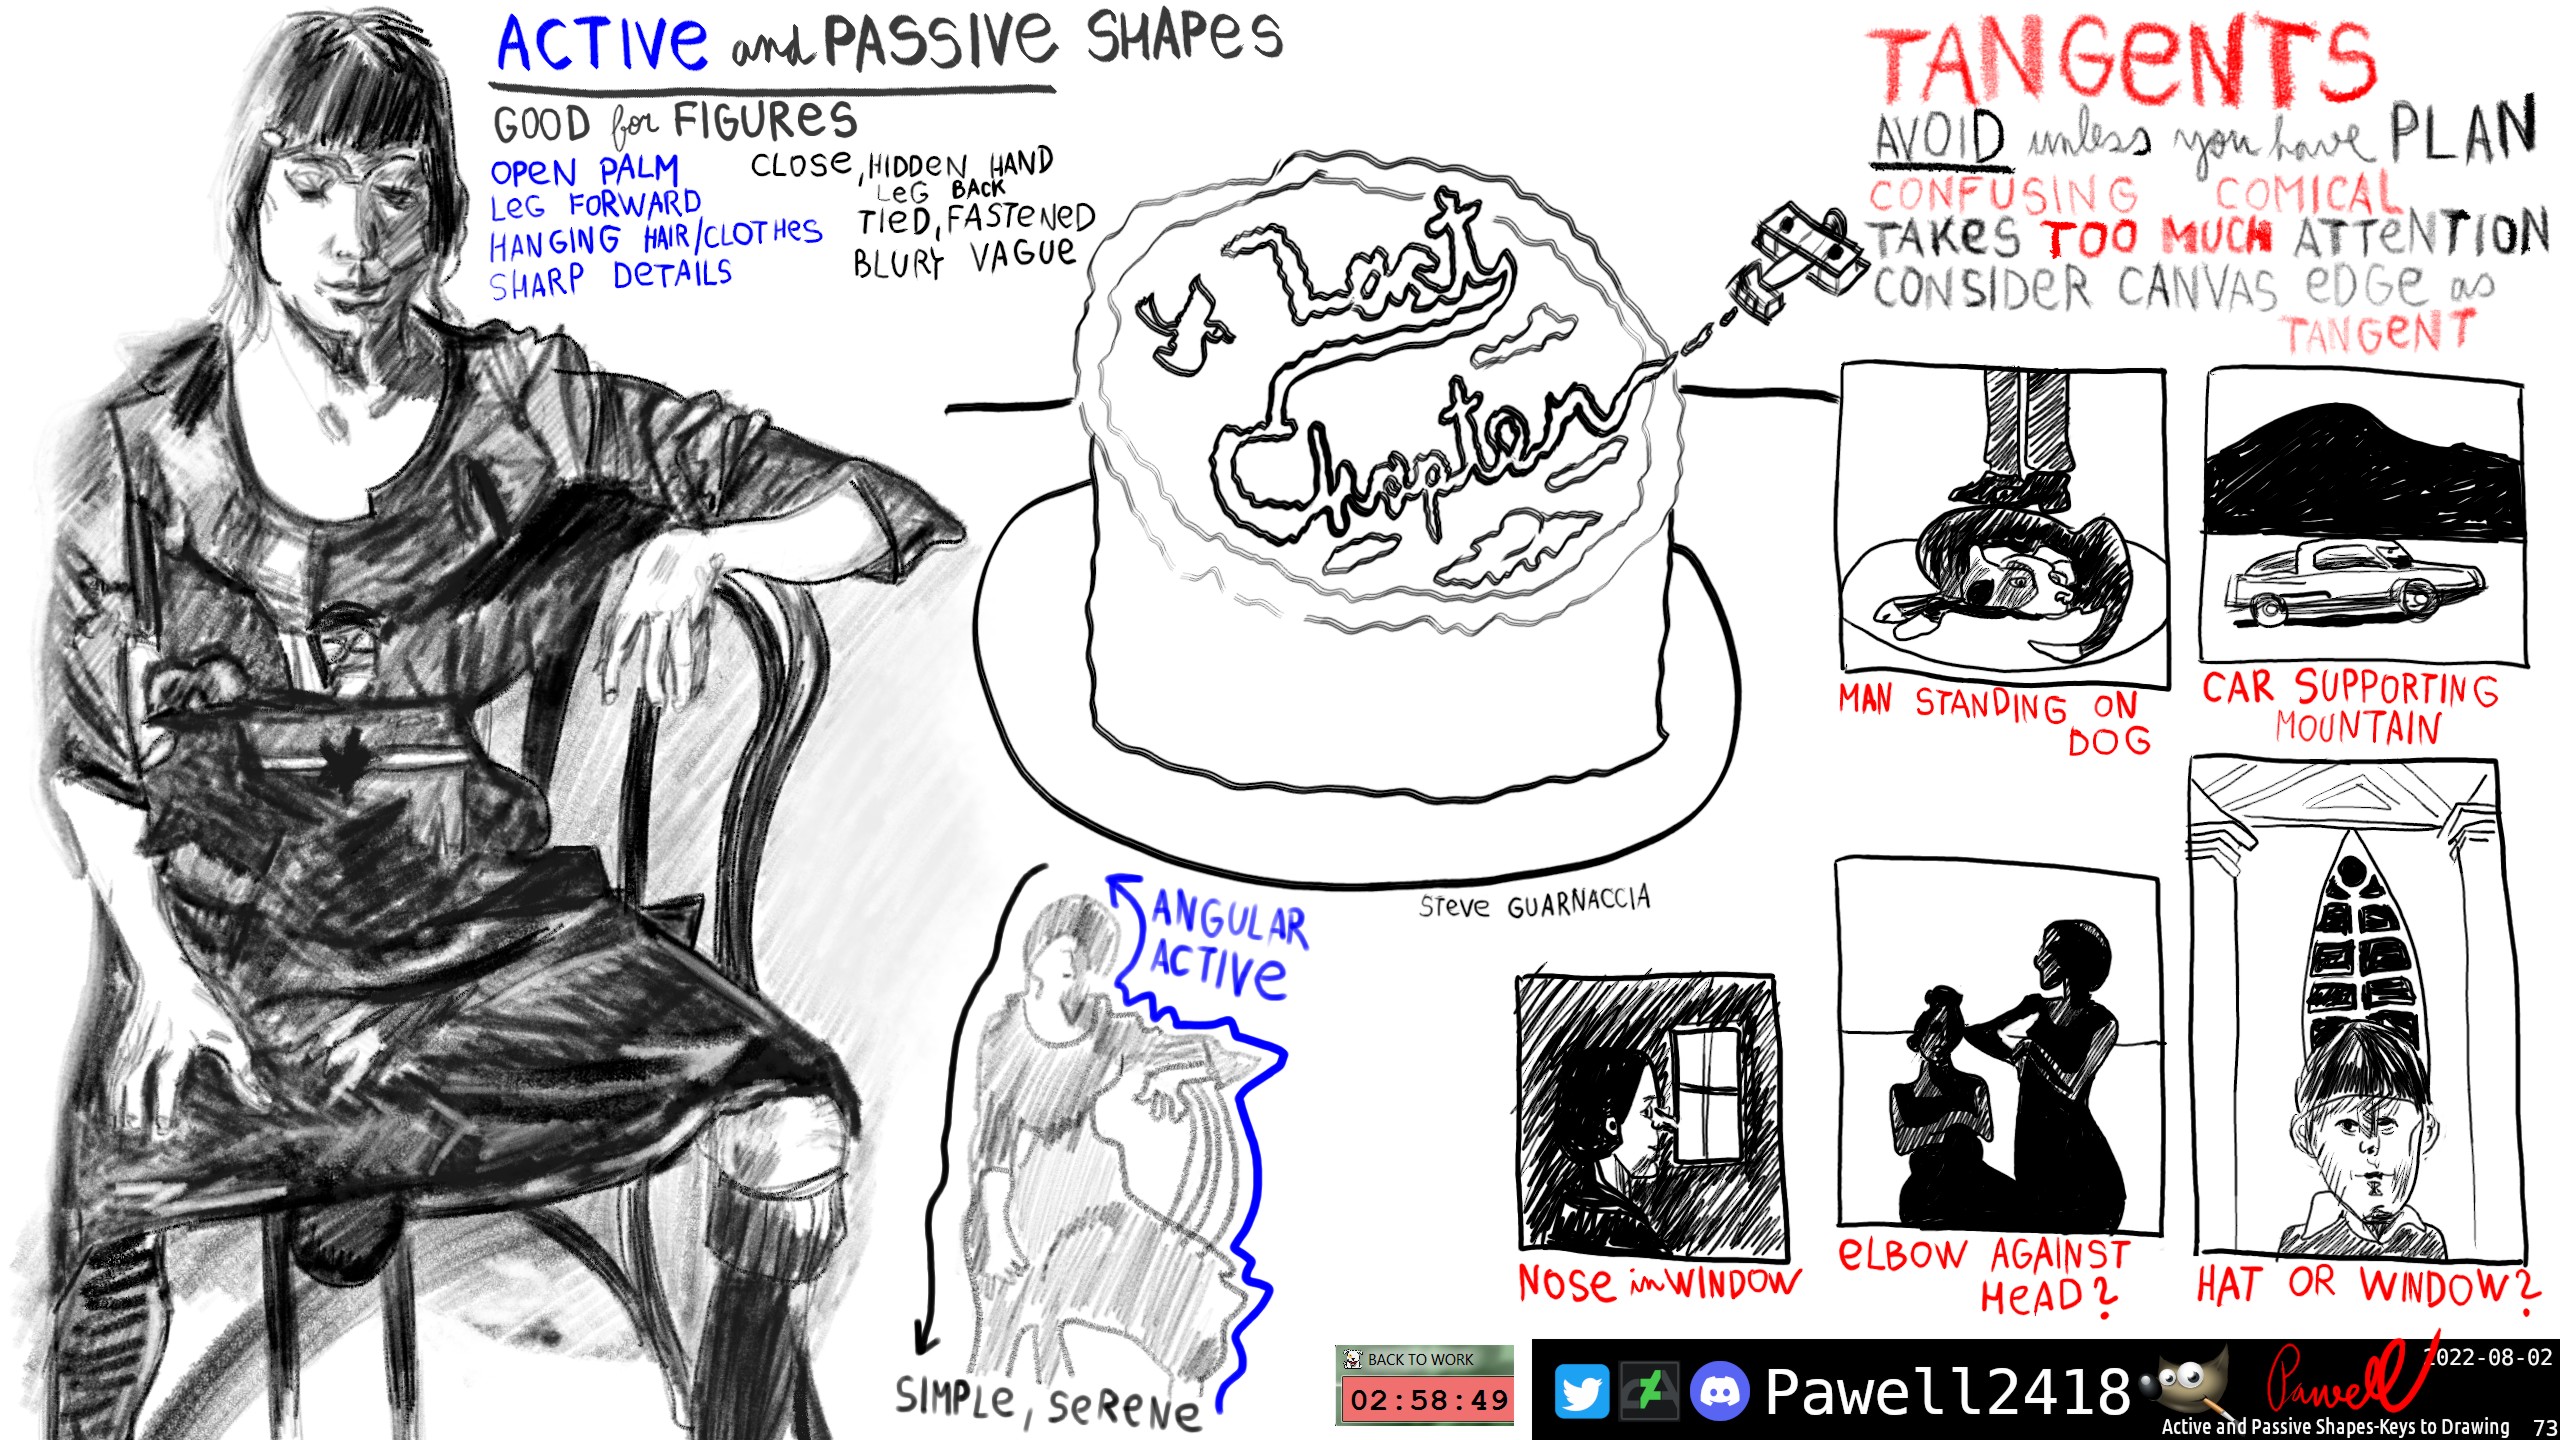 ACTIVE and PASSIVE SHAPES
GOOD for FIGURES
OPEN PALM
LEG FORWARD
HANGING HAIR/CLOTHES
SHARP DETAILS
CLOSE, HIDDEN HAND
LEG BACK
TIED, FASTENED
BLURY VAGUE
TANGENTS
AVOID unless you have PLAN
CONFUSING COMICAL
TAKES TOO MUCH ATTENTION
CONSIDER CANVAS EDGE as
TANGENT
Last
Chapter
STEVE GUARNACCIA
MAN STANDING ON
DOG
CAR SUPPORTING
MOUNTAIN
ANGULAR
ACTIVE
SIMPLE, SERENE
NOSE in WINDOW
ELBOW AGAINST
HEAD?
HAT OR WINDOW?
BACK TO WORK
02:58:49
Pawell2418
Pawell
2022-08-02
Active and Passive Shapes-Keys to Drawing 73